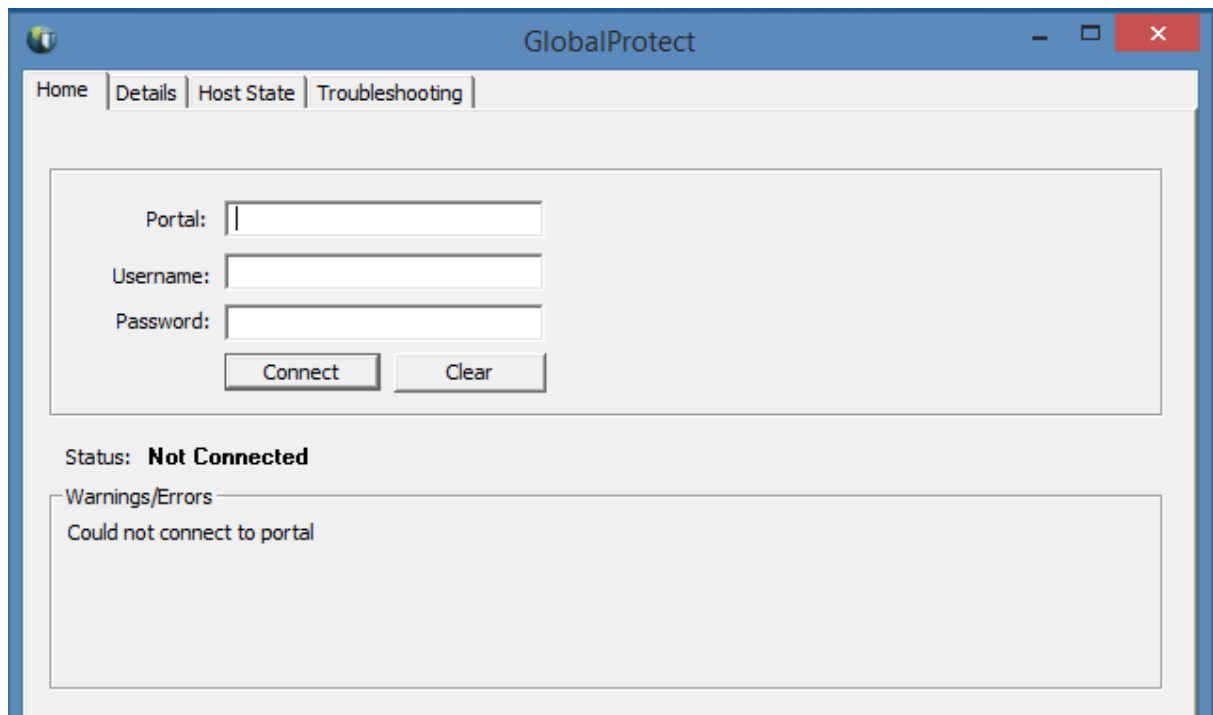 GlobalProtect
Home Details Host State Troubleshooting
Portal:
Username:
Password:
Connect Clear
Status: Not Connected
Warnings/Errors
Could not connect to portal